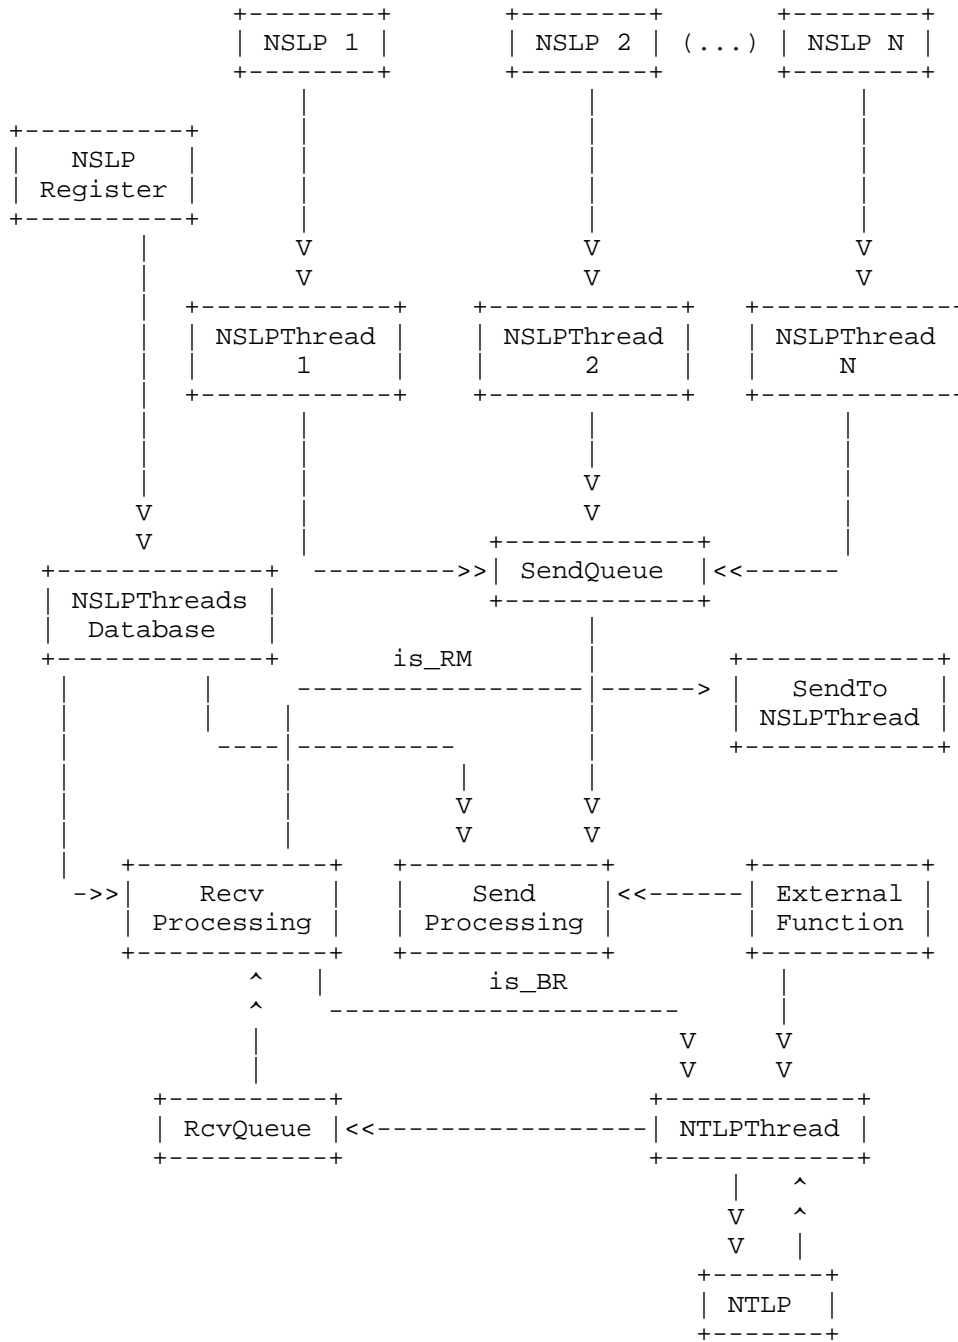 NSLP 1 NSLP 2 (...) NSLP N
NSLP
Register
V V V
V V V
NSLPThread NSLPThread NSLPThread
1 2 N
V
V
V
V
SendQueue
NSLPThreads
Database
is_RM
SendTo
NSLPThread
V V
V V
Recv Send External
Processing Processing Function
is_BR
V V
V V
RcvQueue NTLPThread
V
V
NTLP